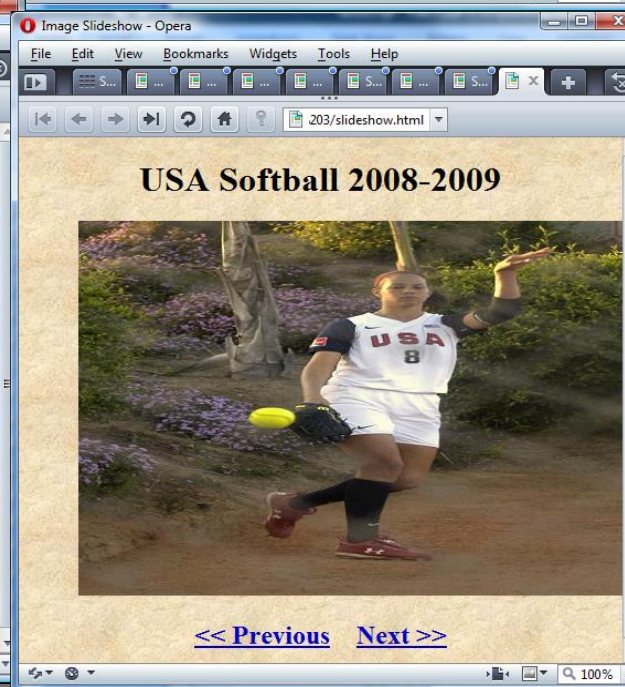 Image Slideshow - Opera
File Edit View Bookmarks Widgets Tools Help
S... ... ... ... ... S... ... S...
203/slideshow.html
USA Softball 2008-2009
USA
8
<< Previous Next >>
100%